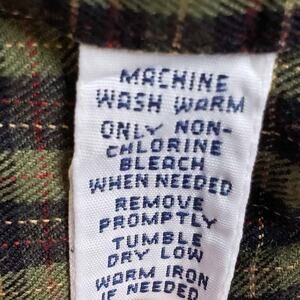 MACHINE
WASH WARM
ONLY NON-
CHLORINE
BLEACH
WHEN NEEDED
REMOVE
PROMPTLY
TUMBLE
DRY LOW
WARM IRON
IF NEEDED